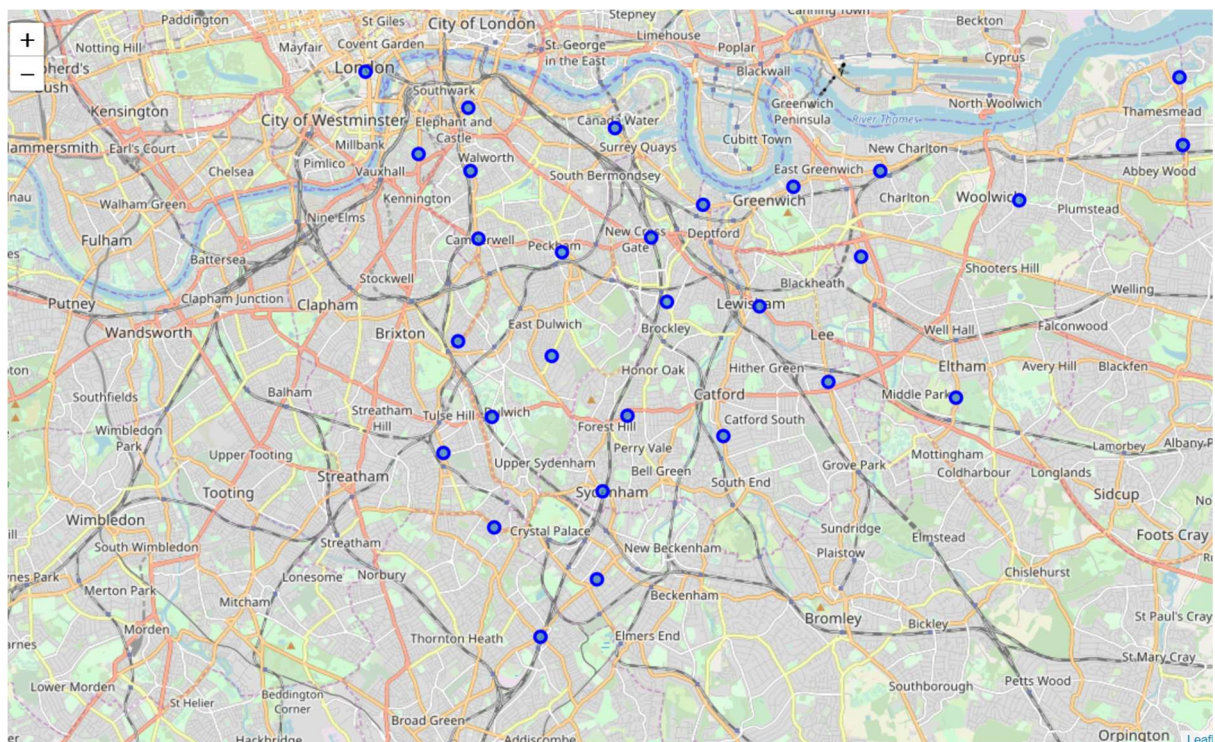 Paddington
St Giles
City of London
Stepney
Canning Town
Beckton
+
Notting Hill
Mayfair
Covent Garden
St. George
in the East
Limehouse
Poplar
Cyprus
−
London
Blackwall
Southwark
Kensington
City of Westminster
Elephant and
Castle
Canada Water
Greenwich
Peninsula
North Woolwich
Thamesmead
River Thames
Earl's Court
Millbank
Surrey Quays
Cubitt Town
New Charlton
Pimlico
Vauxhall
Walworth
South Bermondsey
East Greenwich
Abbey Wood
Chelsea
Kennington
Greenwich
Charlton
Woolwich
Walham Green
Nine Elms
Plumstead
Fulham
Camberwell
Peckham
New Cross
Gate
Deptford
Battersea
Stockwell
Blackheath
Shooters Hill
Putney
Clapham Junction
Clapham
Lewisham
Welling
Wandsworth
Brixton
East Dulwich
Brockley
Lee
Well Hall
Falconwood
Balham
Honor Oak
Hither Green
Eltham
Avery Hill
Blackfen
Southfields
Catford
Middle Park
Streatham
Hill
Tulse Hill
Dulwich
Forest Hill
Catford South
Wimbledon
Park
Upper Tooting
Perry Vale
Mottingham
Lamorbey
Tooting
Streatham
Upper Sydenham
Bell Green
Grove Park
Coldharbour
Longlands
Sydenham
South End
Sidcup
Wimbledon
Crystal Palace
Sundridge
Elmstead
Foots Cray
South Wimbledon
Streatham
New Beckenham
Plaistow
Lonesome
Norbury
Chislehurst
Merton Park
Mitcham
Beckenham
Bromley
St Paul's Cray
Morden
Thornton Heath
Elmers End
Bickley
St Mary Cray
Lower Morden
St Helier
Beddington
Corner
Southborough
Petts Wood
Broad Green
Orpington
Hackbridge
Addiscombe